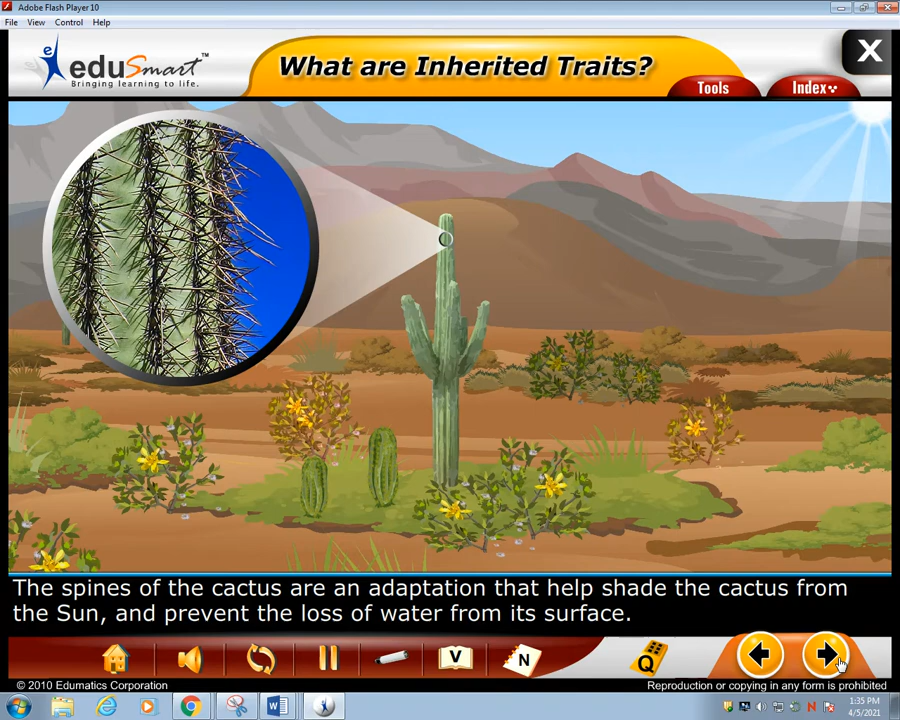 Adobe Flash Player 10
File View Control Help
eduSmart™
Bringing learning to life.
What are Inherited Traits?
Tools
Index
X
The spines of the cactus are an adaptation that help shade the cactus from
the Sun, and prevent the loss of water from its surface.
V
N
Q
© 2010 Edumatics Corporation
Reproduction or copying in any form is prohibited
1:35 PM
4/5/2021